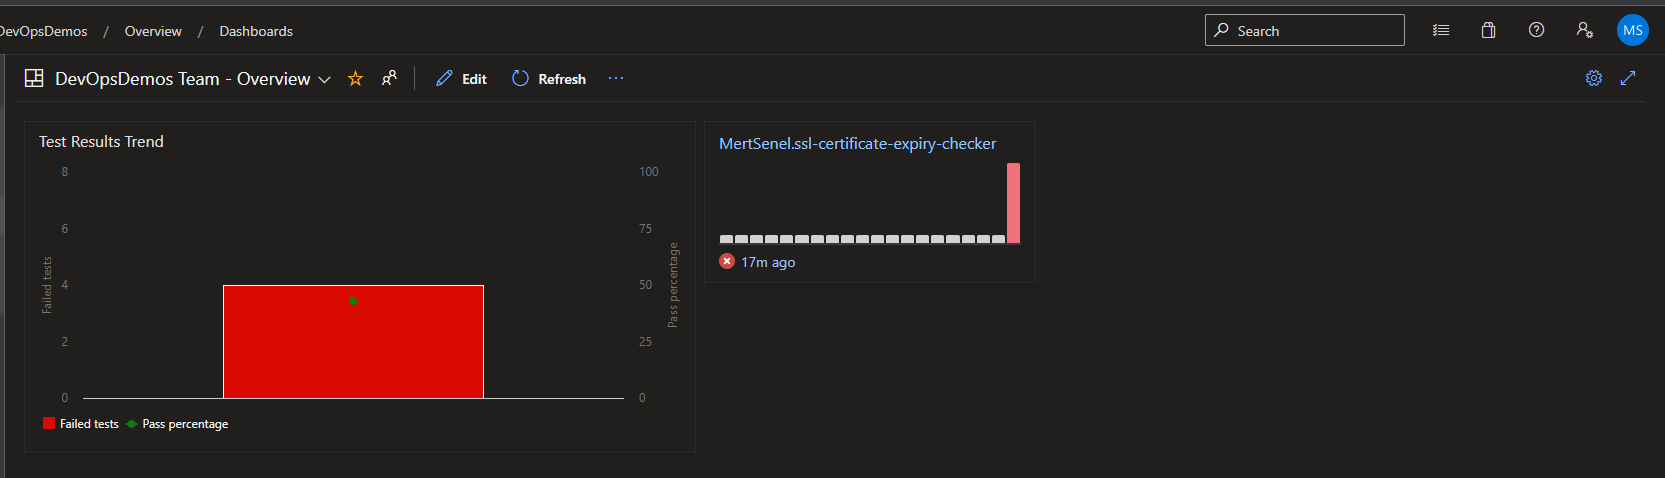 DevOpsDemos / Overview / Dashboards
Search
MS
DevOpsDemos Team - Overview
Edit
Refresh
Test Results Trend
8
6
4
2
0
Failed tests
100
75
50
25
0
Pass percentage
Failed tests
Pass percentage
MertSenel.ssl-certificate-expiry-checker
17m ago